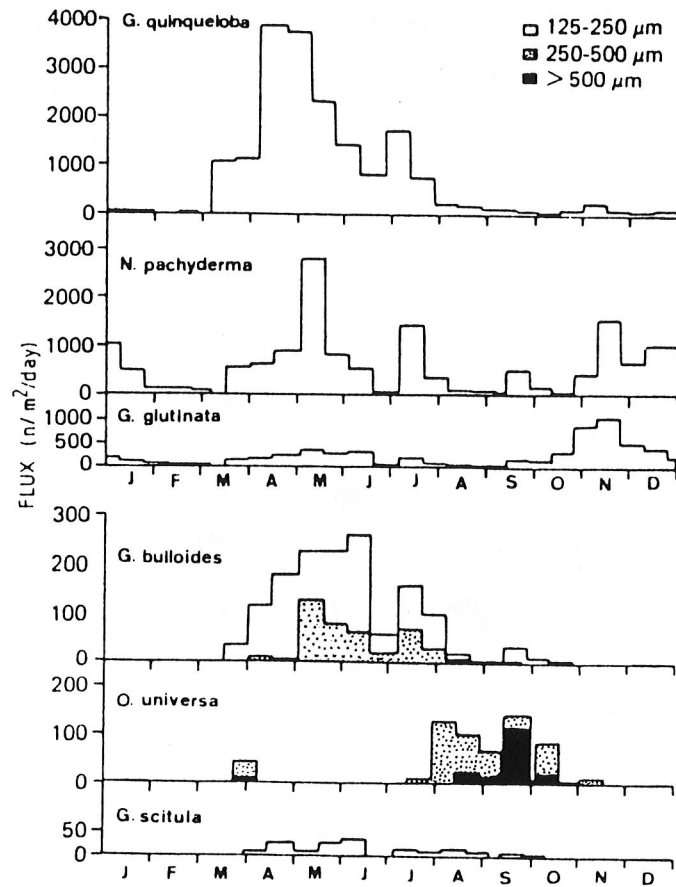 G. quinqueloba
125-250 µm
250-500 µm
> 500 µm
4000
3000
2000
1000
0
N. pachyderma
3000
2000
1000
0
G. glutinata
1000
500
0
J F M A M J J A S O N D
FLUX (n/m²/day)
G. bulloides
300
200
100
0
O. universa
200
100
0
G. scitula
50
0
J F M A M J J A S O N D